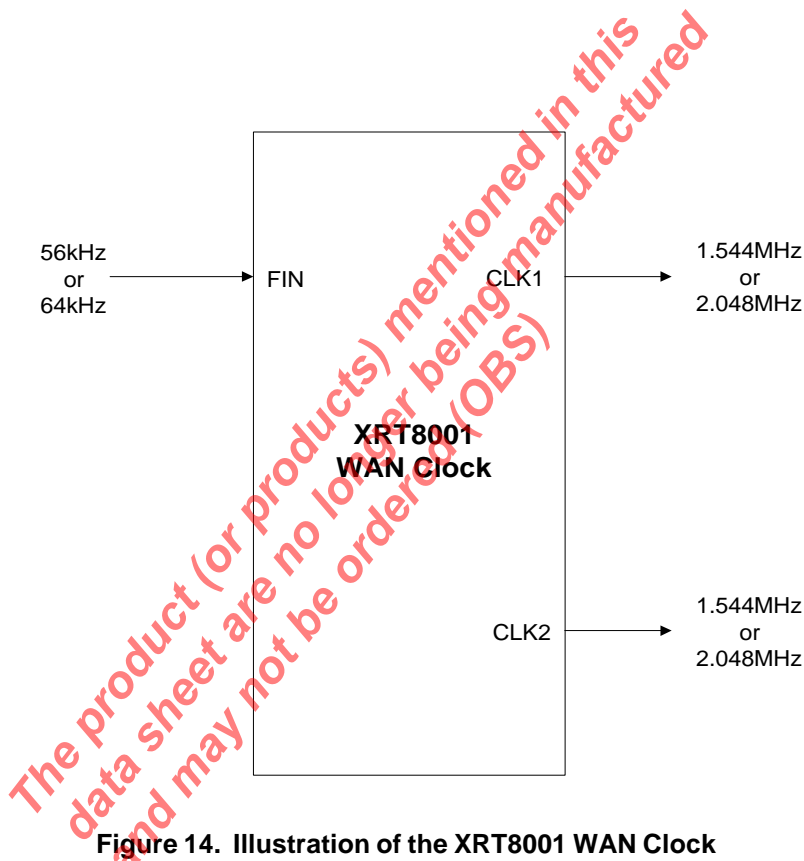 56kHz
or
64kHz
FIN
CLK1
1.544MHz
or
2.048MHz
XRT8001
WAN Clock
CLK2
1.544MHz
or
2.048MHz
The product (or products) mentioned in this
data sheet are no longer being manufactured
and may not be ordered (OBS)
Figure 14. Illustration of the XRT8001 WAN Clock